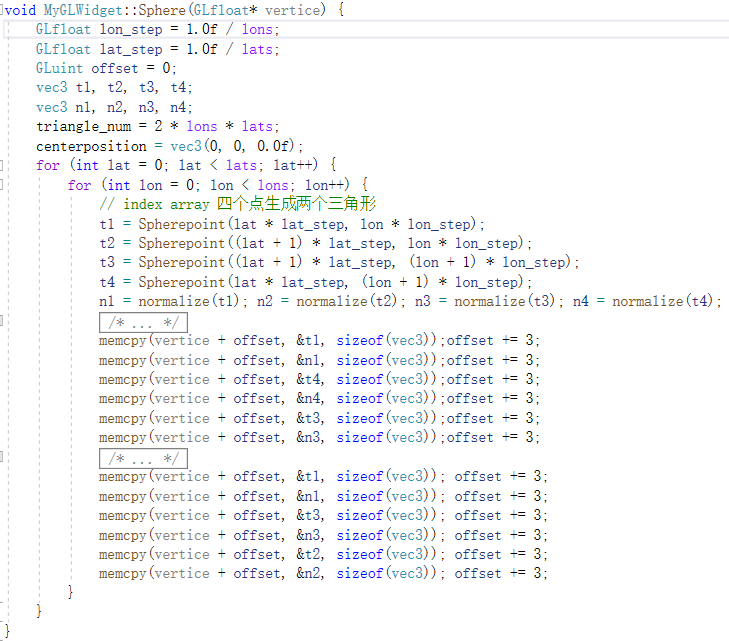 void MyGLWidget::Sphere(GLfloat* vertice) {
GLfloat lon_step = 1.0f / lons;
GLfloat lat_step = 1.0f / lats;
GLuint offset = 0;
vec3 t1, t2, t3, t4;
vec3 n1, n2, n3, n4;
triangle_num = 2 * lons * lats;
centerposition = vec3(0, 0, 0.0f);
for (int lat = 0; lat < lats; lat++) {
for (int lon = 0; lon < lons; lon++) {
// index array 四个点生成两个三角形
t1 = Spherepoint(lat * lat_step, lon * lon_step);
t2 = Spherepoint((lat + 1) * lat_step, lon * lon_step);
t3 = Spherepoint((lat + 1) * lat_step, (lon + 1) * lon_step);
t4 = Spherepoint(lat * lat_step, (lon + 1) * lon_step);
n1 = normalize(t1); n2 = normalize(t2); n3 = normalize(t3); n4 = normalize(t4);
/* ... */
memcpy(vertice + offset, &t1, sizeof(vec3));offset += 3;
memcpy(vertice + offset, &n1, sizeof(vec3));offset += 3;
memcpy(vertice + offset, &t4, sizeof(vec3));offset += 3;
memcpy(vertice + offset, &n4, sizeof(vec3));offset += 3;
memcpy(vertice + offset, &t3, sizeof(vec3));offset += 3;
memcpy(vertice + offset, &n3, sizeof(vec3));offset += 3;
/* ... */
memcpy(vertice + offset, &t1, sizeof(vec3)); offset += 3;
memcpy(vertice + offset, &n1, sizeof(vec3)); offset += 3;
memcpy(vertice + offset, &t3, sizeof(vec3)); offset += 3;
memcpy(vertice + offset, &n3, sizeof(vec3)); offset += 3;
memcpy(vertice + offset, &t2, sizeof(vec3)); offset += 3;
memcpy(vertice + offset, &n2, sizeof(vec3)); offset += 3;
}
}
}